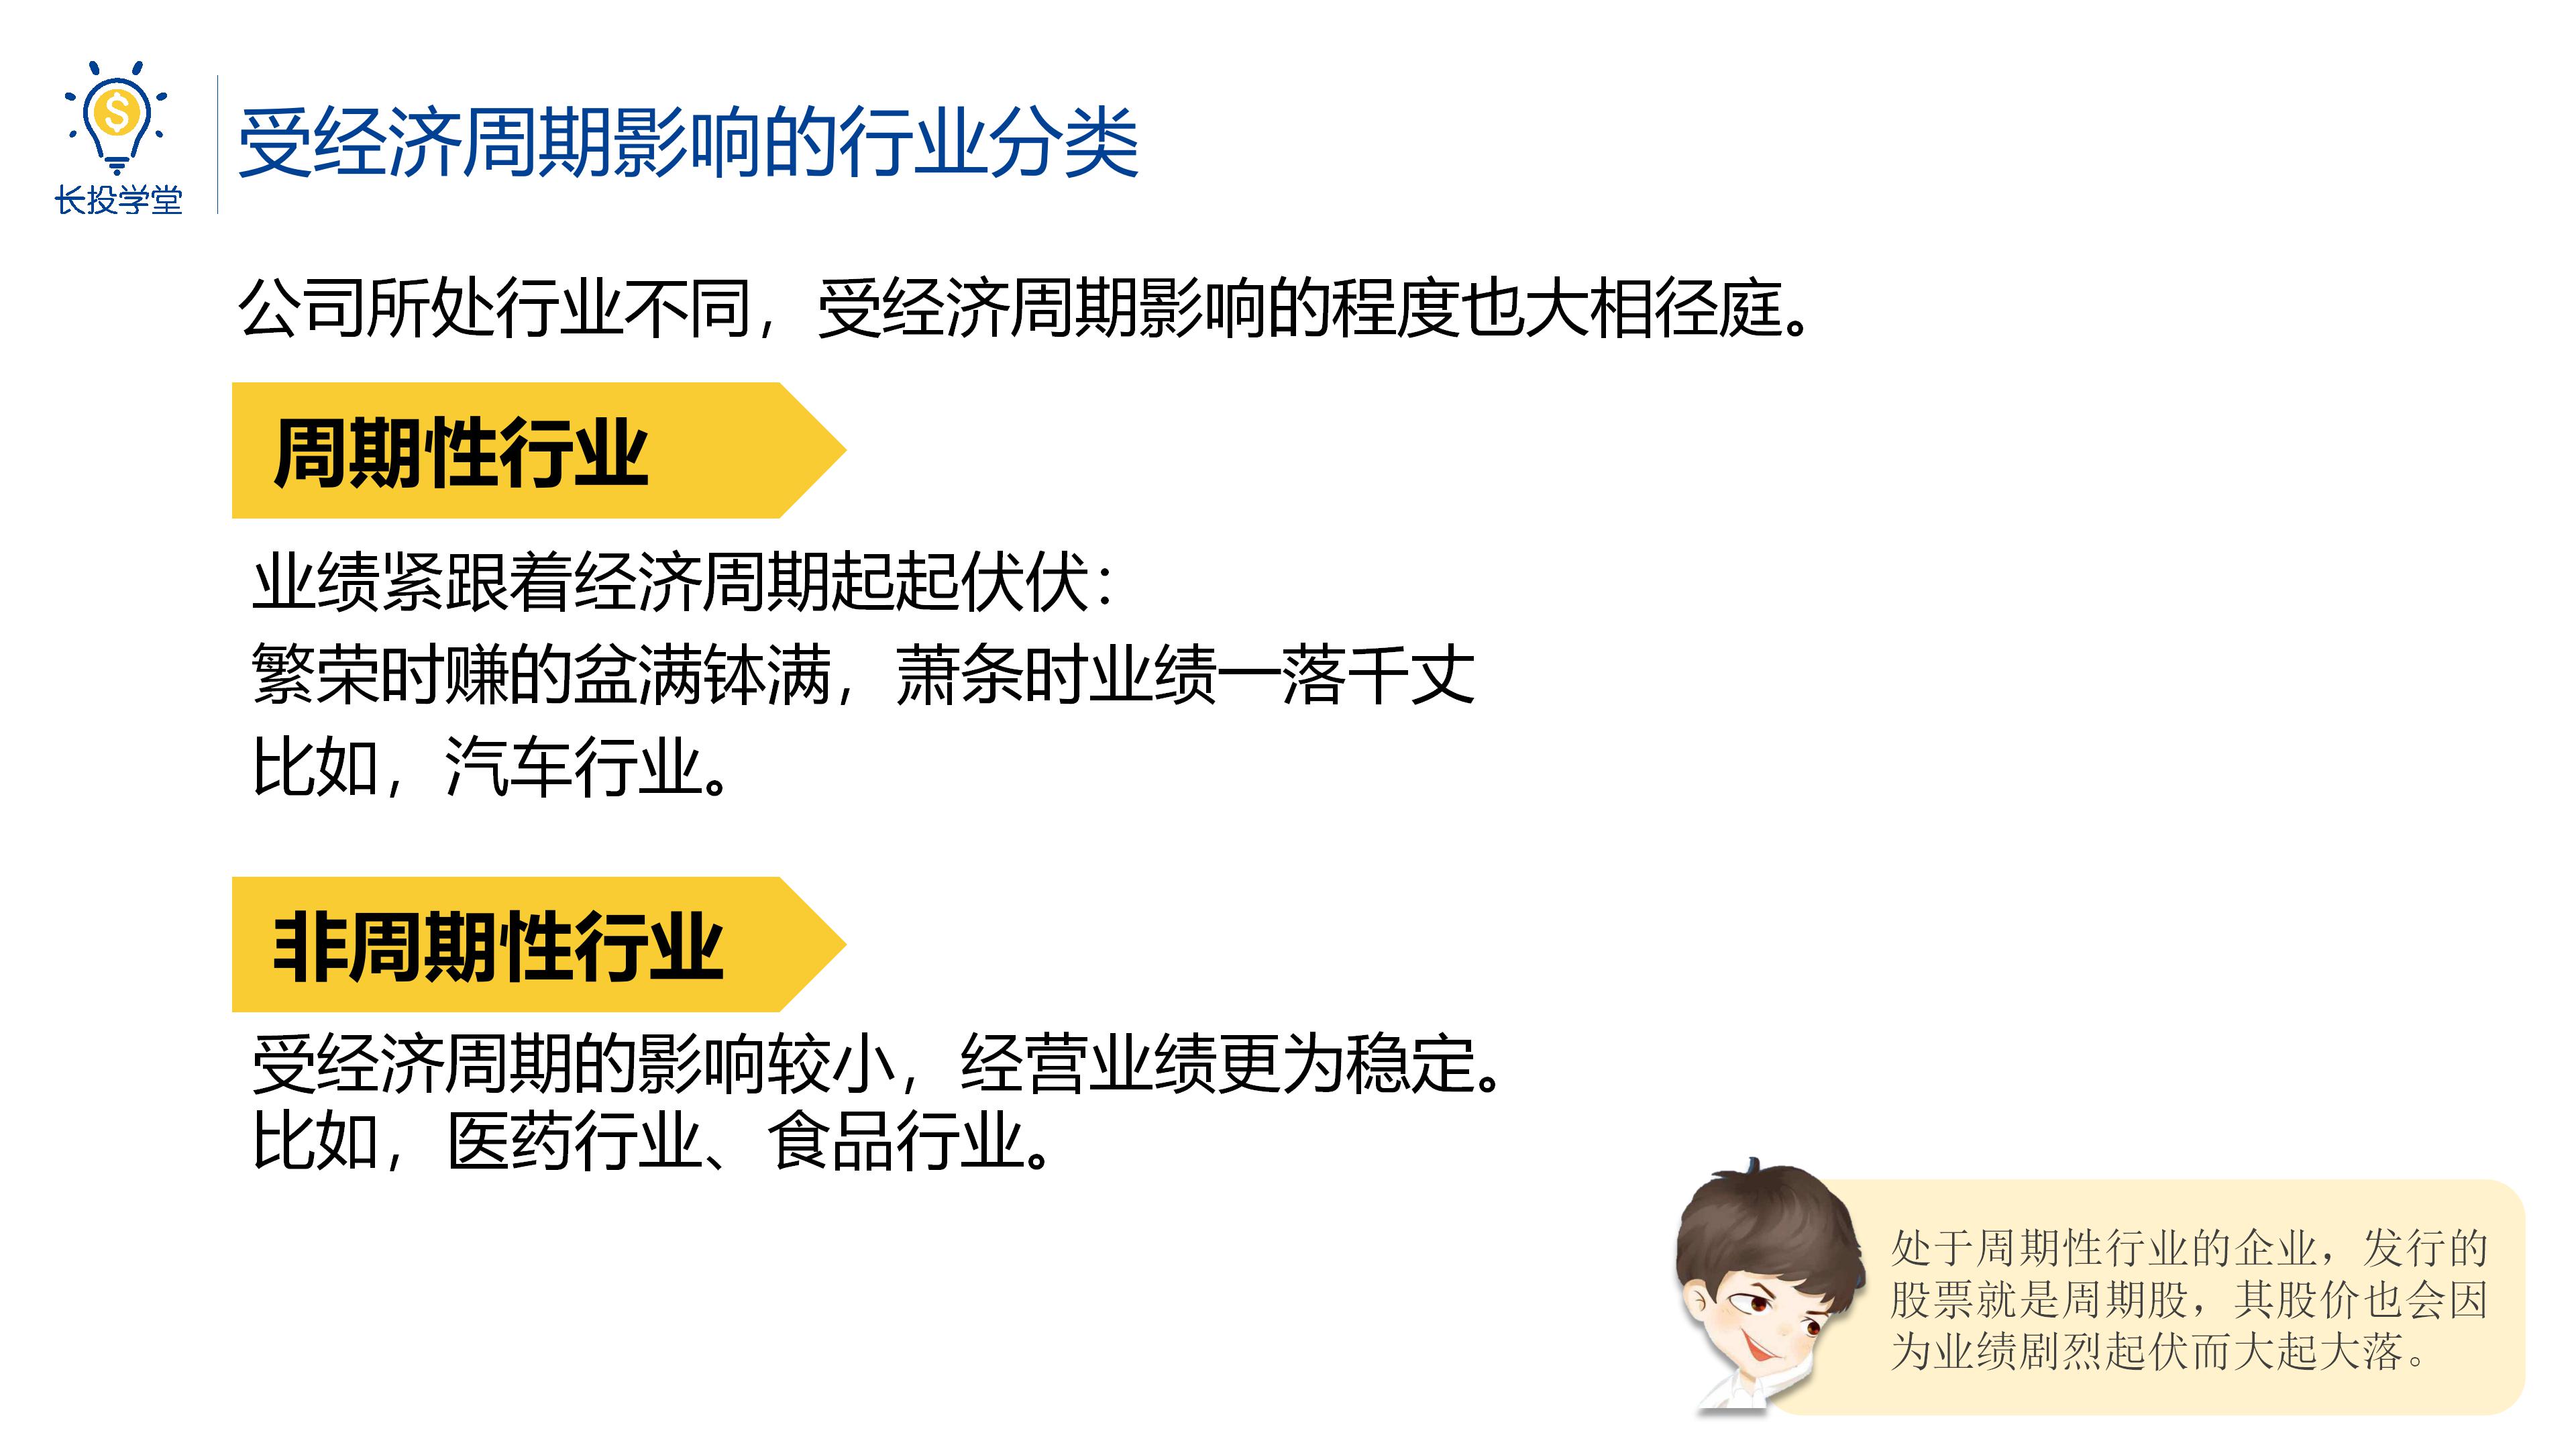 长投学堂
受经济周期影响的行业分类
公司所处行业不同，受经济周期影响的程度也大相径庭。
周期性行业
业绩紧跟着经济周期起起伏伏：
繁荣时赚的盆满钵满，萧条时业绩一落千丈
比如，汽车行业。
非周期性行业
受经济周期的影响较小，经营业绩更为稳定。
比如，医药行业、食品行业。
处于周期性行业的企业，发行的
股票就是周期股，其股价也会因
为业绩剧烈起伏而大起大落。
$